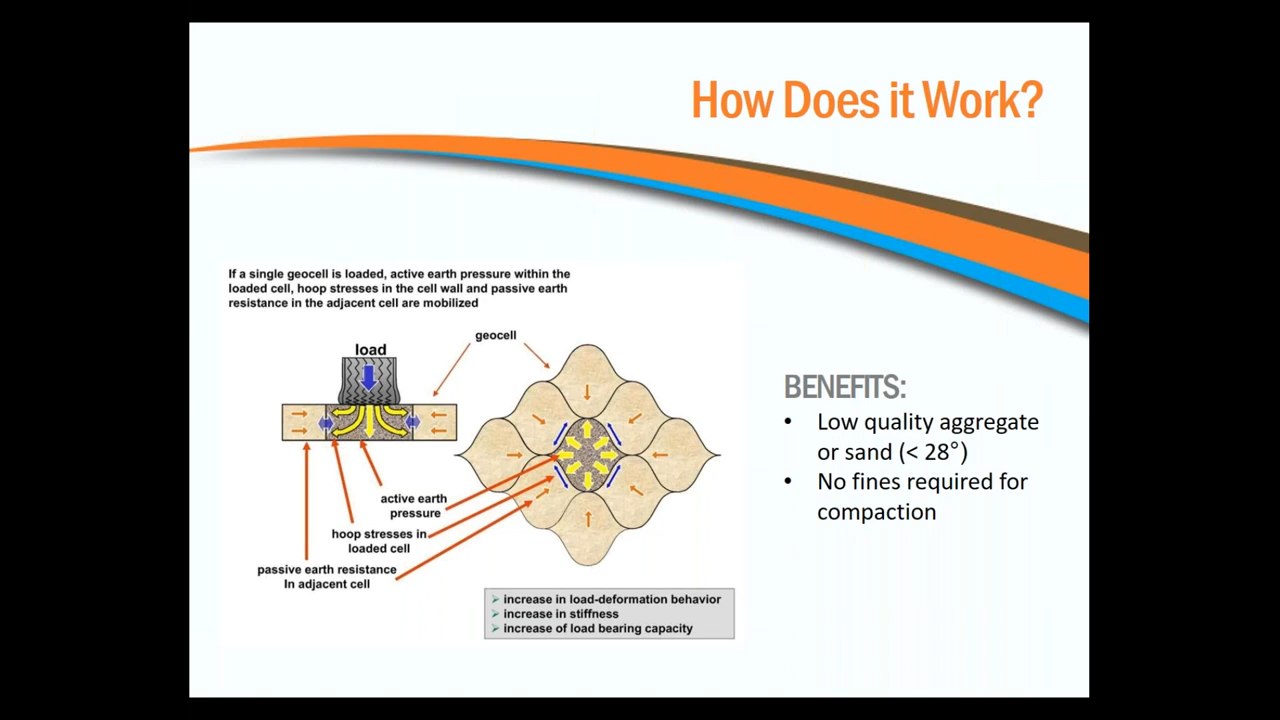 How Does it Work?
If a single geocell is loaded, active earth pressure within the
loaded cell, hoop stresses in the cell wall and passive earth
resistance in the adjacent cell are mobilized
geocell
load
active earth
pressure
hoop stresses in
loaded cell
passive earth resistance
In adjacent cell
➢ increase in load-deformation behavior
➢ increase in stiffness
➢ increase of load bearing capacity
BENEFITS:
• Low quality aggregate
or sand (< 28°)
• No fines required for
compaction